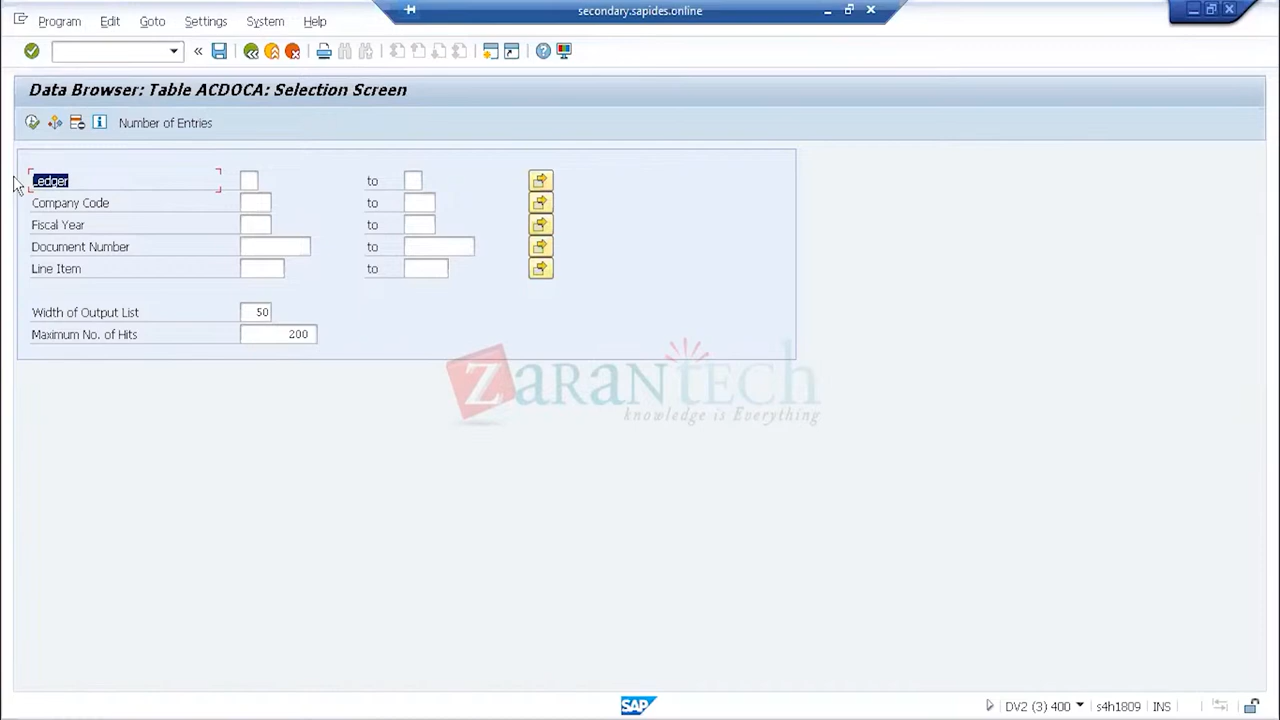 Program Edit Goto Settings System Help
secondary.sapides.online
Data Browser: Table ACDOCA: Selection Screen
Number of Entries
Ledger to
Company Code to
Fiscal Year to
Document Number to
Line Item to
Width of Output List 50
Maximum No. of Hits 200
ZARANTECH
knowledge is Everything
SAP DV2 (3) 400 s4h1809 INS